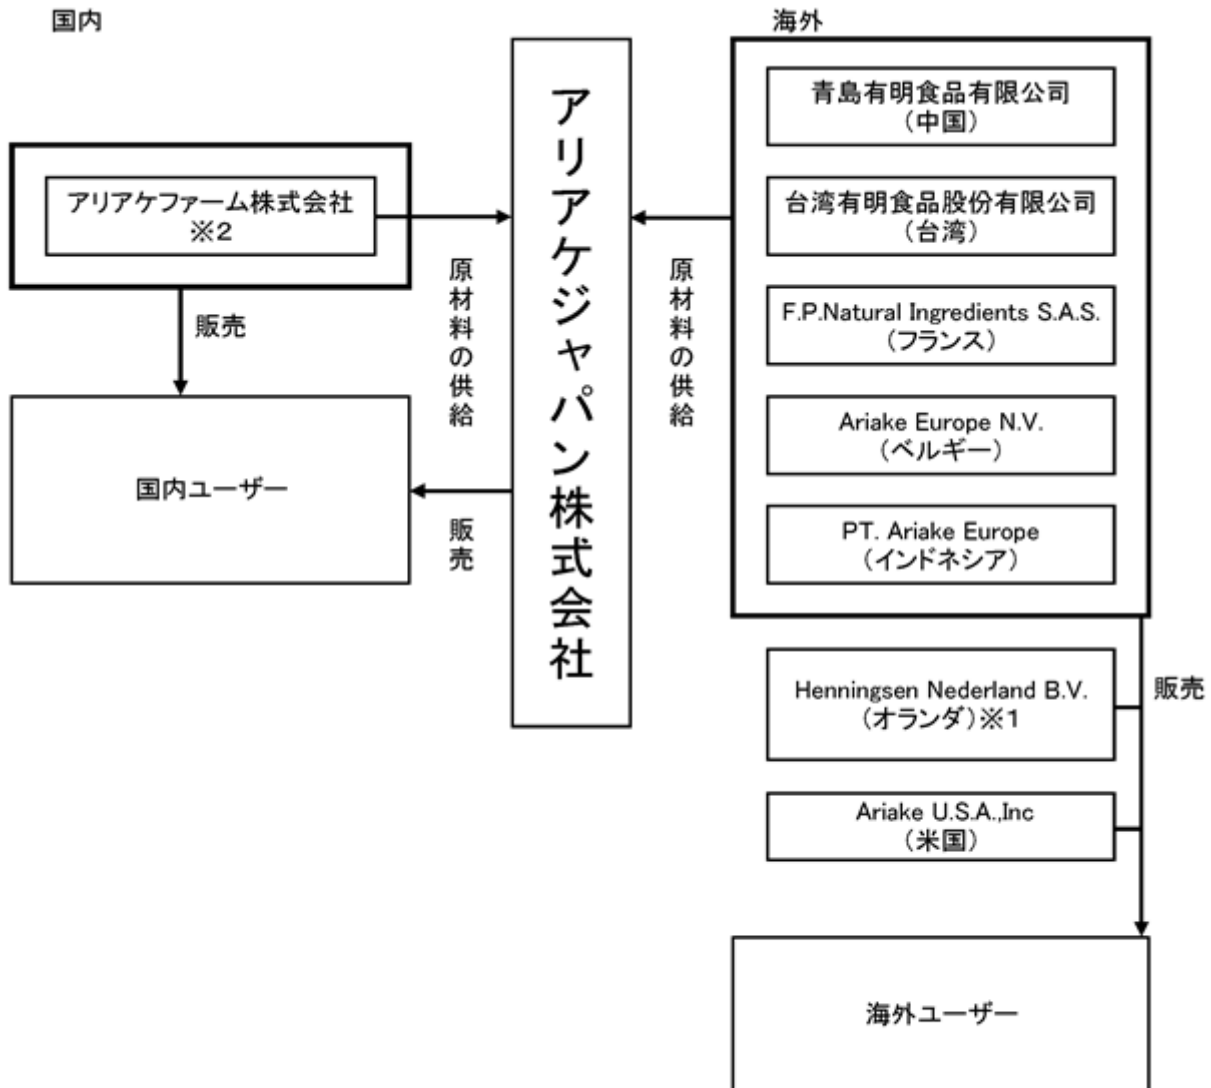 国内
海外
アリアケファーム株式会社
※2
原材料の供給
販売
国内ユーザー
販売
アリアケジャパン株式会社
原材料の供給
青島有明食品有限公司
（中国）
台湾有明食品股份有限公司
（台湾）
F.P.Natural Ingredients S.A.S.
（フランス）
Ariake Europe N.V.
（ベルギー）
PT. Ariake Europe
（インドネシア）
Henningsen Nederland B.V.
（オランダ）※1
販売
Ariake U.S.A.,Inc
（米国）
海外ユーザー